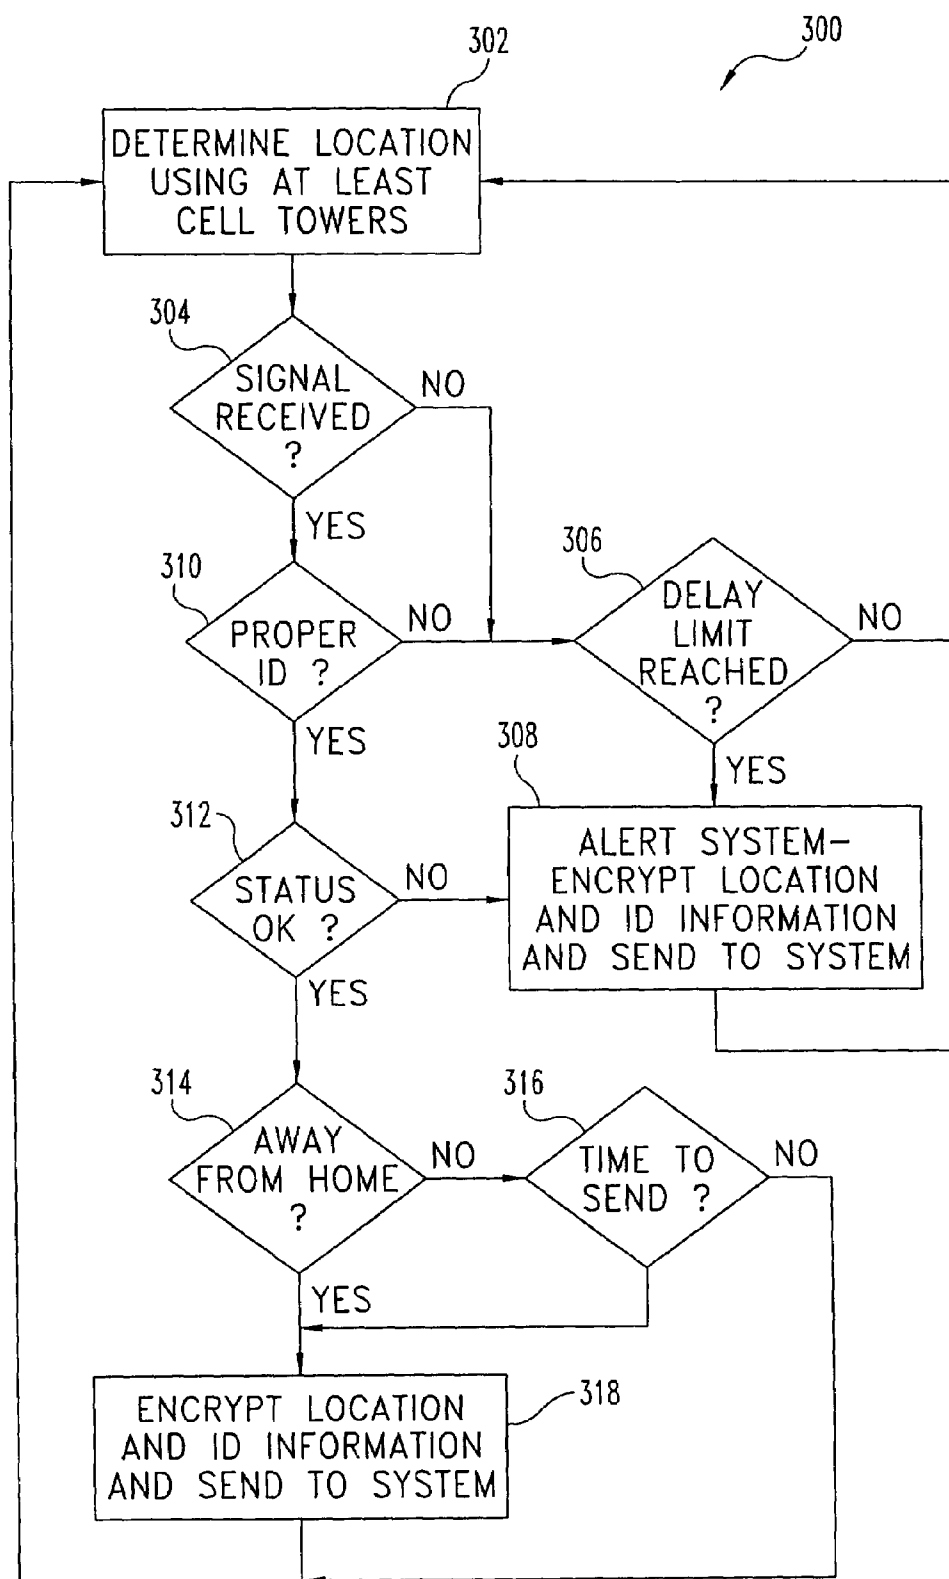 300
302
DETERMINE LOCATION
USING AT LEAST
CELL TOWERS
304
SIGNAL
RECEIVED
?
NO
YES
310
PROPER
ID ?
NO
YES
306
DELAY
LIMIT
REACHED
?
NO
YES
308
ALERT SYSTEM-
ENCRYPT LOCATION
AND ID INFORMATION
AND SEND TO SYSTEM
312
STATUS
OK ?
NO
YES
314
AWAY
FROM HOME
?
NO
YES
316
TIME TO
SEND ?
NO
318
ENCRYPT LOCATION
AND ID INFORMATION
AND SEND TO SYSTEM